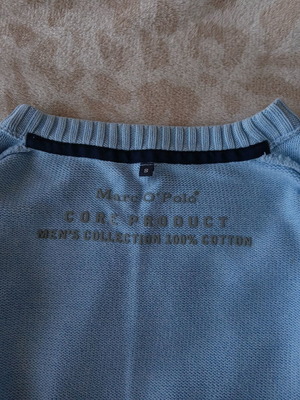 Marc O'Polo®
CORE PRODUCT
MEN'S COLLECTION 100% COTTON